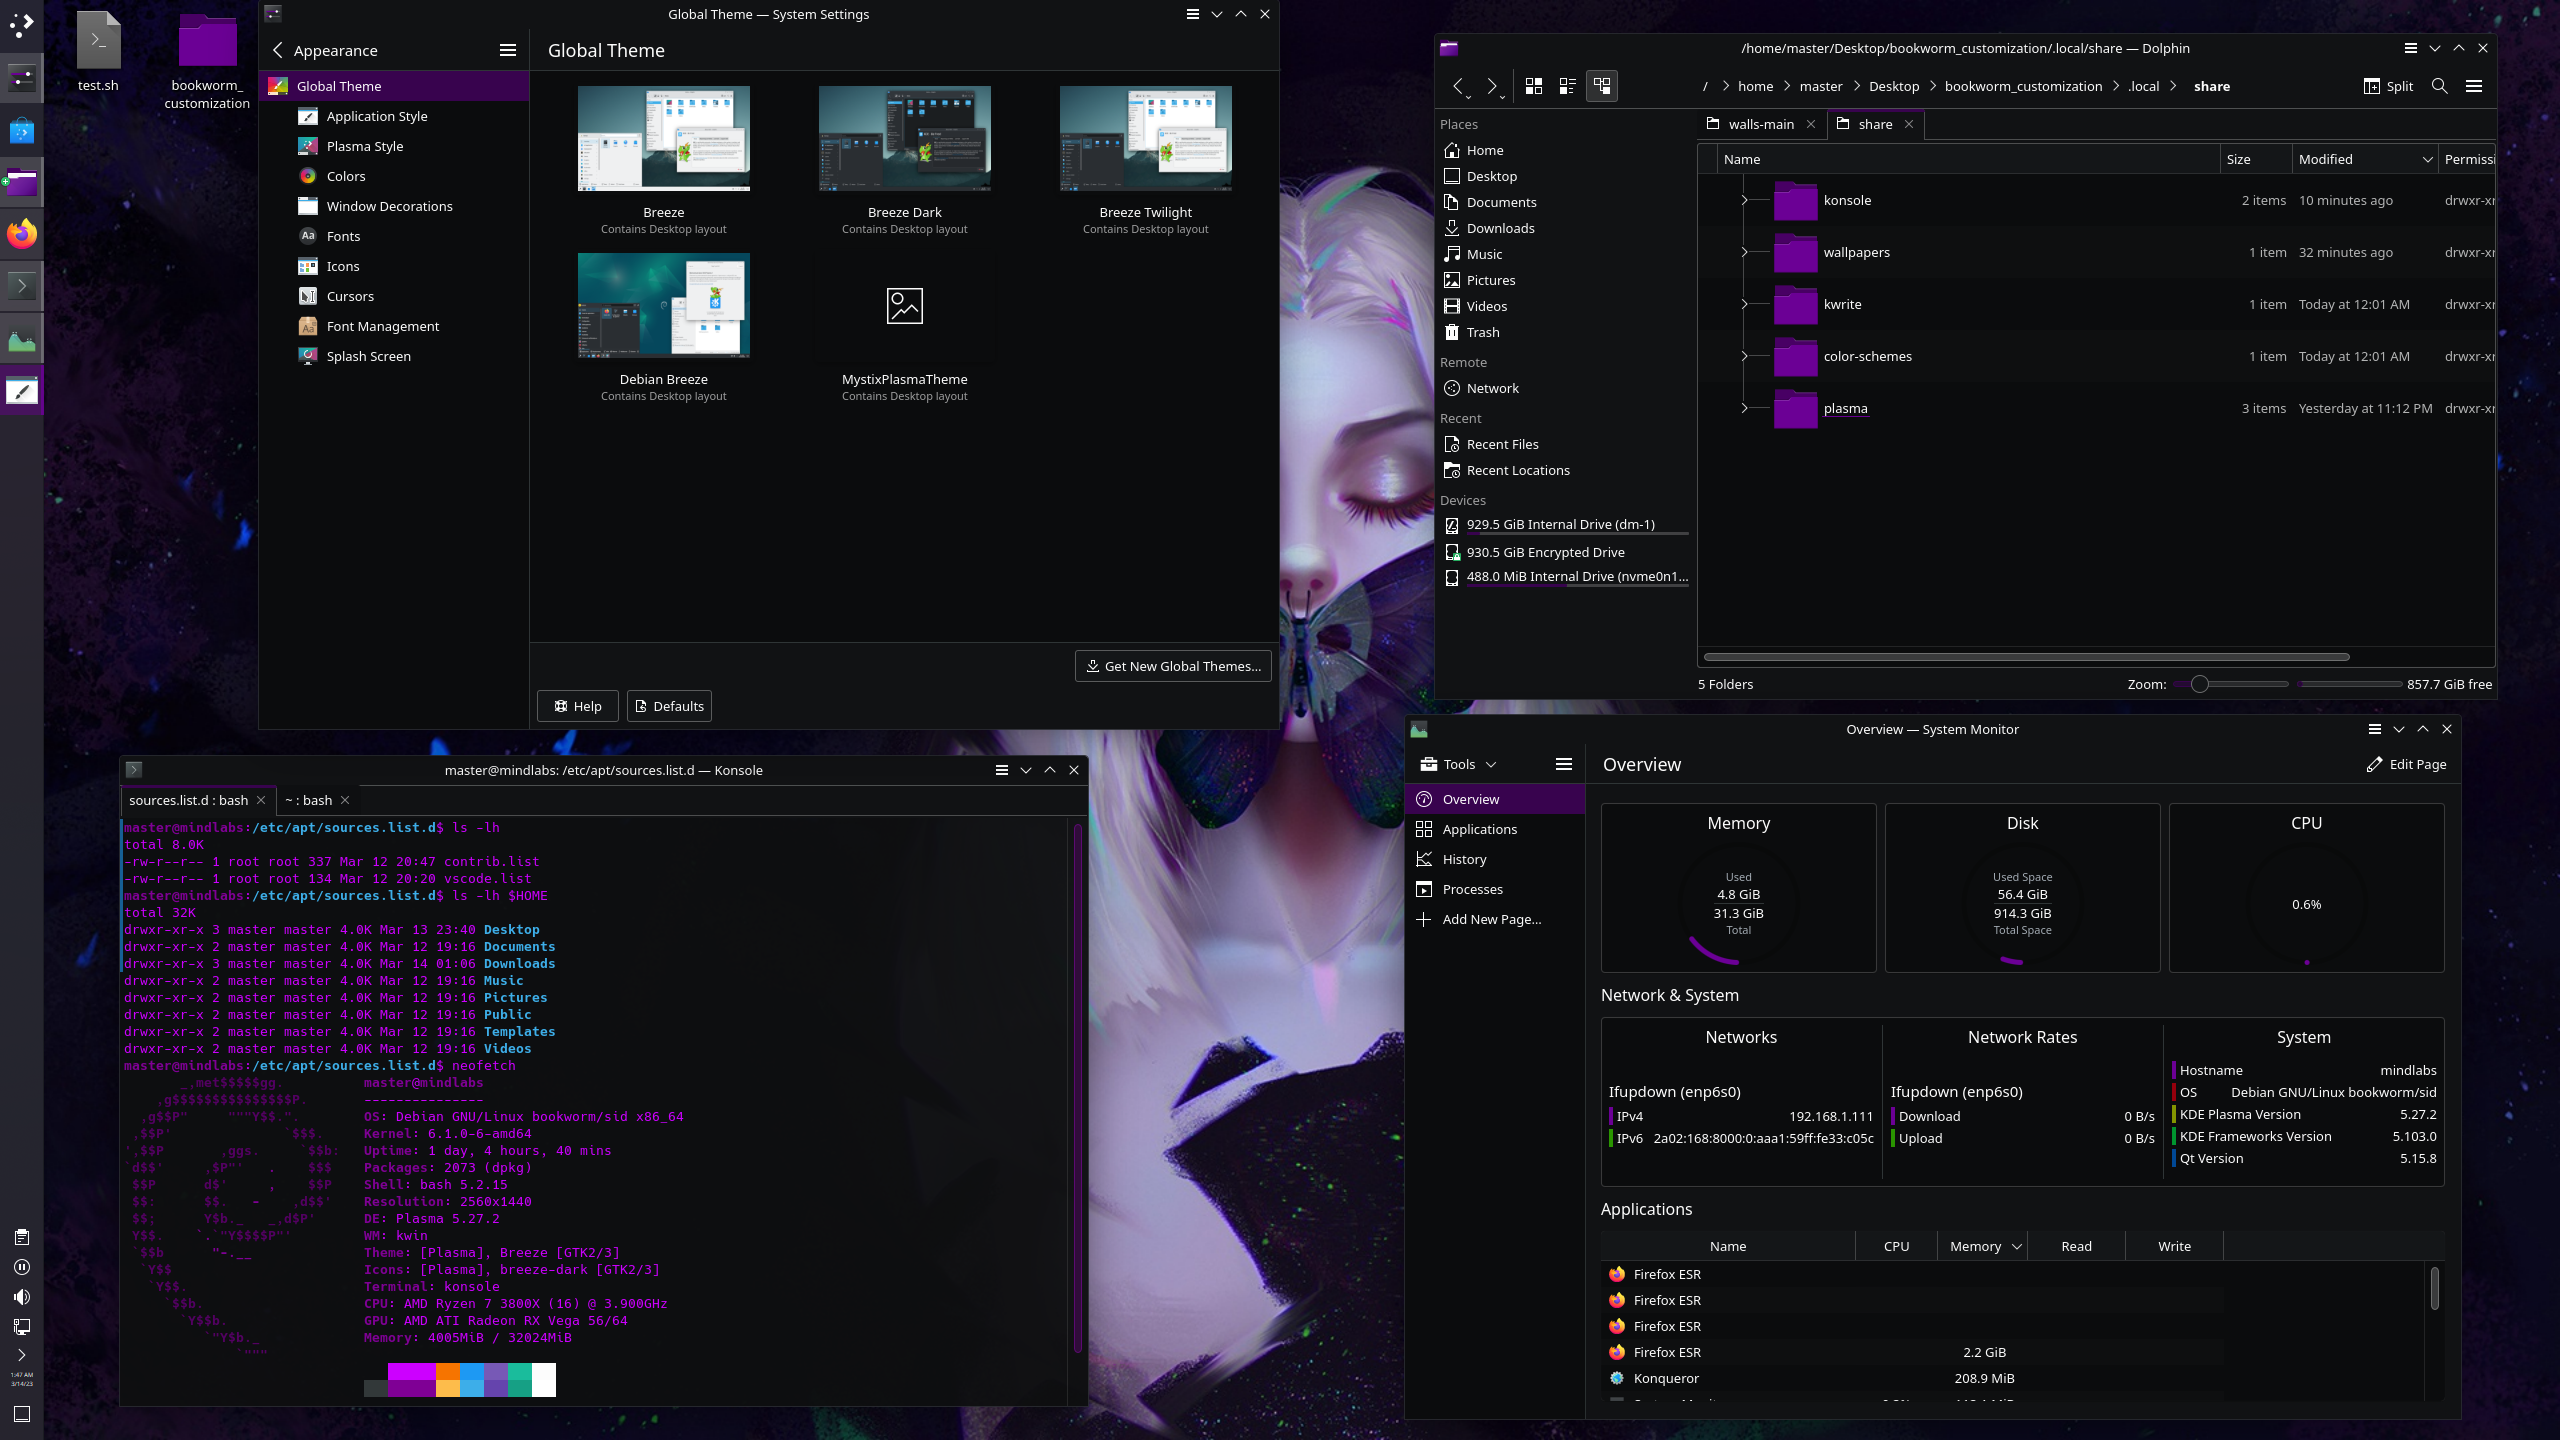 test.sh
bookworm_
customization
Global Theme — System Settings
Appearance
Global Theme
Global Theme
Application Style
Plasma Style
Colors
Window Decorations
Fonts
Icons
Cursors
Font Management
Splash Screen
Breeze
Contains Desktop layout
Breeze Dark
Contains Desktop layout
Breeze Twilight
Contains Desktop layout
Debian Breeze
Contains Desktop layout
MystixPlasmaTheme
Contains Desktop layout
Get New Global Themes...
Help
Defaults
/home/master/Desktop/bookworm_customization/.local/share — Dolphin
/ > home > master > Desktop > bookworm_customization > .local > share
Split
Places
Home
Desktop
Documents
Downloads
Music
Pictures
Videos
Trash
Remote
Network
Recent
Recent Files
Recent Locations
Devices
929.5 GiB Internal Drive (dm-1)
930.5 GiB Encrypted Drive
488.0 MiB Internal Drive (nvme0n1...
walls-main
share
Name Size Modified Permissi
konsole 2 items 10 minutes ago drwxr-xr
wallpapers 1 item 32 minutes ago drwxr-xr
kwrite 1 item Today at 12:01 AM drwxr-xr
color-schemes 1 item Today at 12:01 AM drwxr-xr
plasma 3 items Yesterday at 11:12 PM drwxr-xr
5 Folders
Zoom:
857.7 GiB free
master@mindlabs: /etc/apt/sources.list.d — Konsole
sources.list.d : bash
~ : bash
master@mindlabs:/etc/apt/sources.list.d$ ls -lh
total 8.0K
-rw-r--r-- 1 root root 337 Mar 12 20:47 contrib.list
-rw-r--r-- 1 root root 134 Mar 12 20:20 vscode.list
master@mindlabs:/etc/apt/sources.list.d$ ls -lh $HOME
total 32K
drwxr-xr-x 3 master master 4.0K Mar 13 23:40 Desktop
drwxr-xr-x 2 master master 4.0K Mar 12 19:16 Documents
drwxr-xr-x 3 master master 4.0K Mar 14 01:06 Downloads
drwxr-xr-x 2 master master 4.0K Mar 12 19:16 Music
drwxr-xr-x 2 master master 4.0K Mar 12 19:16 Pictures
drwxr-xr-x 2 master master 4.0K Mar 12 19:16 Public
drwxr-xr-x 2 master master 4.0K Mar 12 19:16 Templates
drwxr-xr-x 2 master master 4.0K Mar 12 19:16 Videos
master@mindlabs:/etc/apt/sources.list.d$ neofetch
master@mindlabs
---------------
OS: Debian GNU/Linux bookworm/sid x86_64
Kernel: 6.1.0-6-amd64
Uptime: 1 day, 4 hours, 40 mins
Packages: 2073 (dpkg)
Shell: bash 5.2.15
Resolution: 2560x1440
DE: Plasma 5.27.2
WM: kwin
Theme: [Plasma], Breeze [GTK2/3]
Icons: [Plasma], breeze-dark [GTK2/3]
Terminal: konsole
CPU: AMD Ryzen 7 3800X (16) @ 3.900GHz
GPU: AMD ATI Radeon RX Vega 56/64
Memory: 4005MiB / 32024MiB
Overview — System Monitor
Tools
Overview
Edit Page
Overview
Applications
History
Processes
Add New Page...
Memory
Used
4.8 GiB
31.3 GiB
Total
Disk
Used Space
56.4 GiB
914.3 GiB
Total Space
CPU
0.6%
Network & System
Networks
Ifupdown (enp6s0)
IPv4 192.168.1.111
IPv6 2a02:168:8000:0:aaa1:59ff:fe33:c05c
Network Rates
Ifupdown (enp6s0)
Download 0 B/s
Upload 0 B/s
System
Hostname mindlabs
OS Debian GNU/Linux bookworm/sid
KDE Plasma Version 5.27.2
KDE Frameworks Version 5.103.0
Qt Version 5.15.8
Applications
Name CPU Memory Read Write
Firefox ESR
Firefox ESR
Firefox ESR
Firefox ESR 2.2 GiB
Konqueror 208.9 MiB
1:47 AM
3/14/23